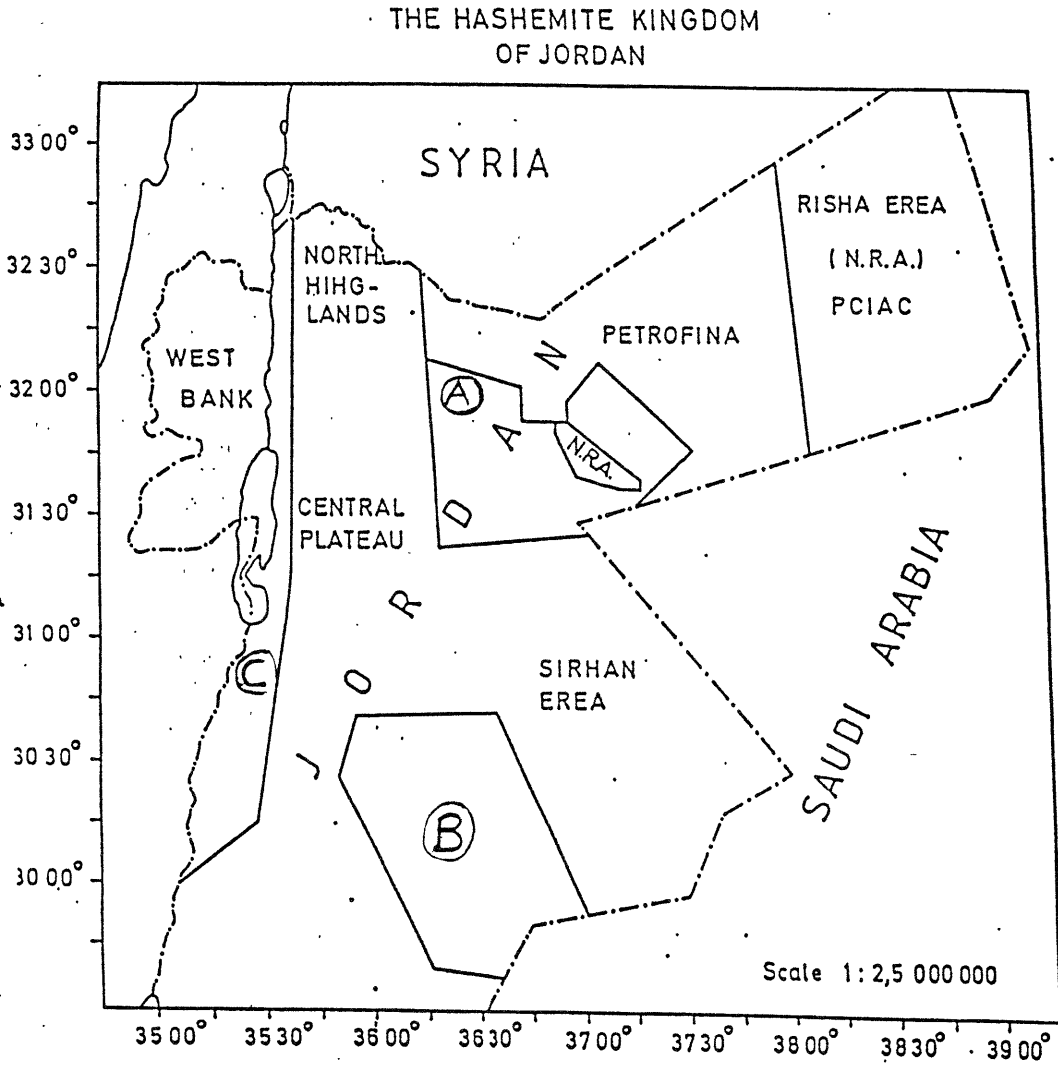 THE HASHEMITE KINGDOM
OF JORDAN
33 00°
32 30°
32 00°
31 30°
31 00°
30 30°
30 00°
SYRIA
RISHA EREA
(N.R.A.)
PCIAC
NORTH
HIHG-
LANDS
PETROFINA
WEST
BANK
A
N.R.A.
CENTRAL
PLATEAU
JORDAN
C
SIRHAN
EREA
B
SAUDI ARABIA
Scale 1:2,5 000 000
35 00° 35 30° 36 00° 36 30° 37 00° 37 30° 38 00° 38 30° 39 00°